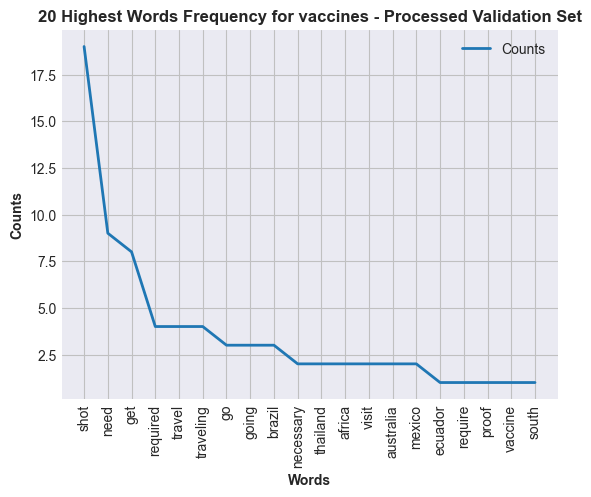 20 Highest Words Frequency for vaccines - Processed Validation Set
Counts
17.5
15.0
12.5
10.0
7.5
5.0
2.5
Counts
shot
need
get
required
travel
traveling
go
going
brazil
necessary
thailand
africa
visit
australia
mexico
ecuador
require
proof
vaccine
south
Words